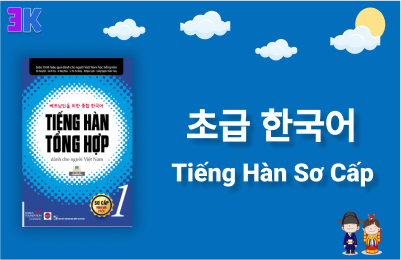 3K
베트남인을 위한 종합 한국어
TIẾNG HÀN
TỔNG HỢP
dành cho người Việt Nam
SƠ CẤP
1
초급 한국어
Tiếng Hàn Sơ Cấp